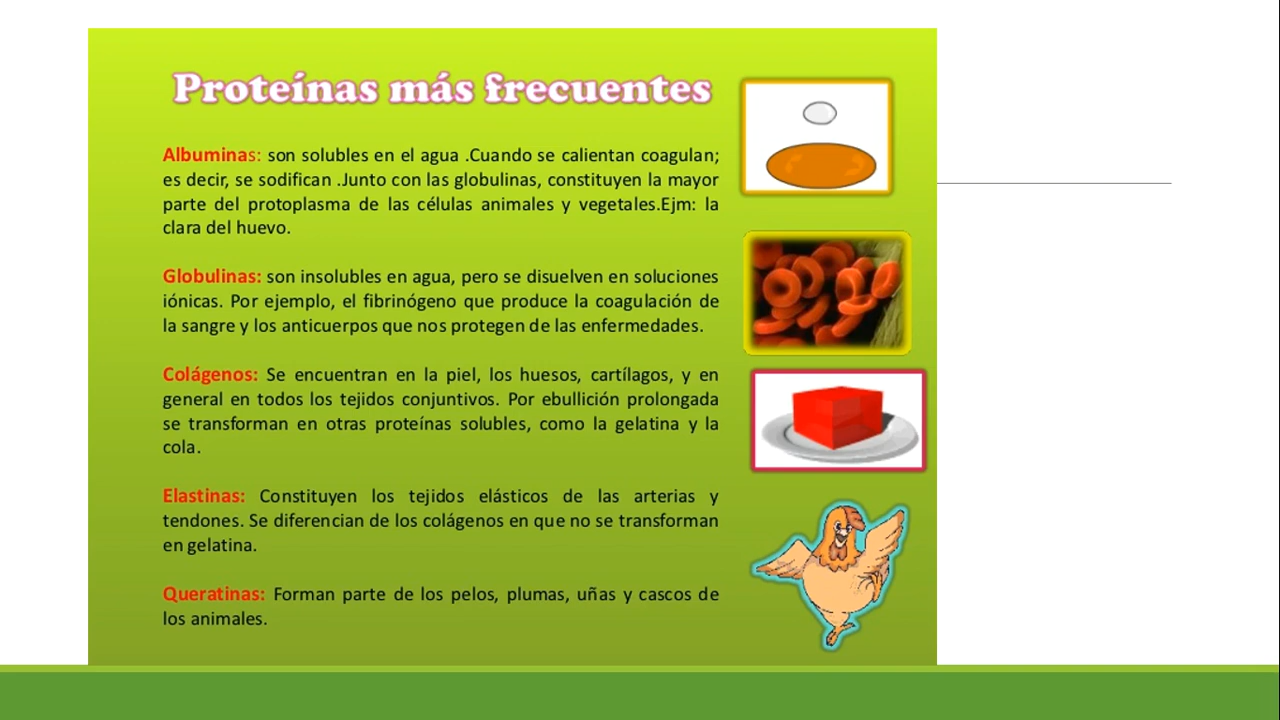 Proteínas más frecuentes
Albuminas: son solubles en el agua .Cuando se calientan coagulan;
es decir, se sodifican .Junto con las globulinas, constituyen la mayor
parte del protoplasma de las células animales y vegetales.Ejm: la
clara del huevo.
Globulinas: son insolubles en agua, pero se disuelven en soluciones
iónicas. Por ejemplo, el fibrinógeno que produce la coagulación de
la sangre y los anticuerpos que nos protegen de las enfermedades.
Colágenos: Se encuentran en la piel, los huesos, cartílagos, y en
general en todos los tejidos conjuntivos. Por ebullición prolongada
se transforman en otras proteínas solubles, como la gelatina y la
cola.
Elastinas: Constituyen los tejidos elásticos de las arterias y
tendones. Se diferencian de los colágenos en que no se transforman
en gelatina.
Queratinas: Forman parte de los pelos, plumas, uñas y cascos de
los animales.